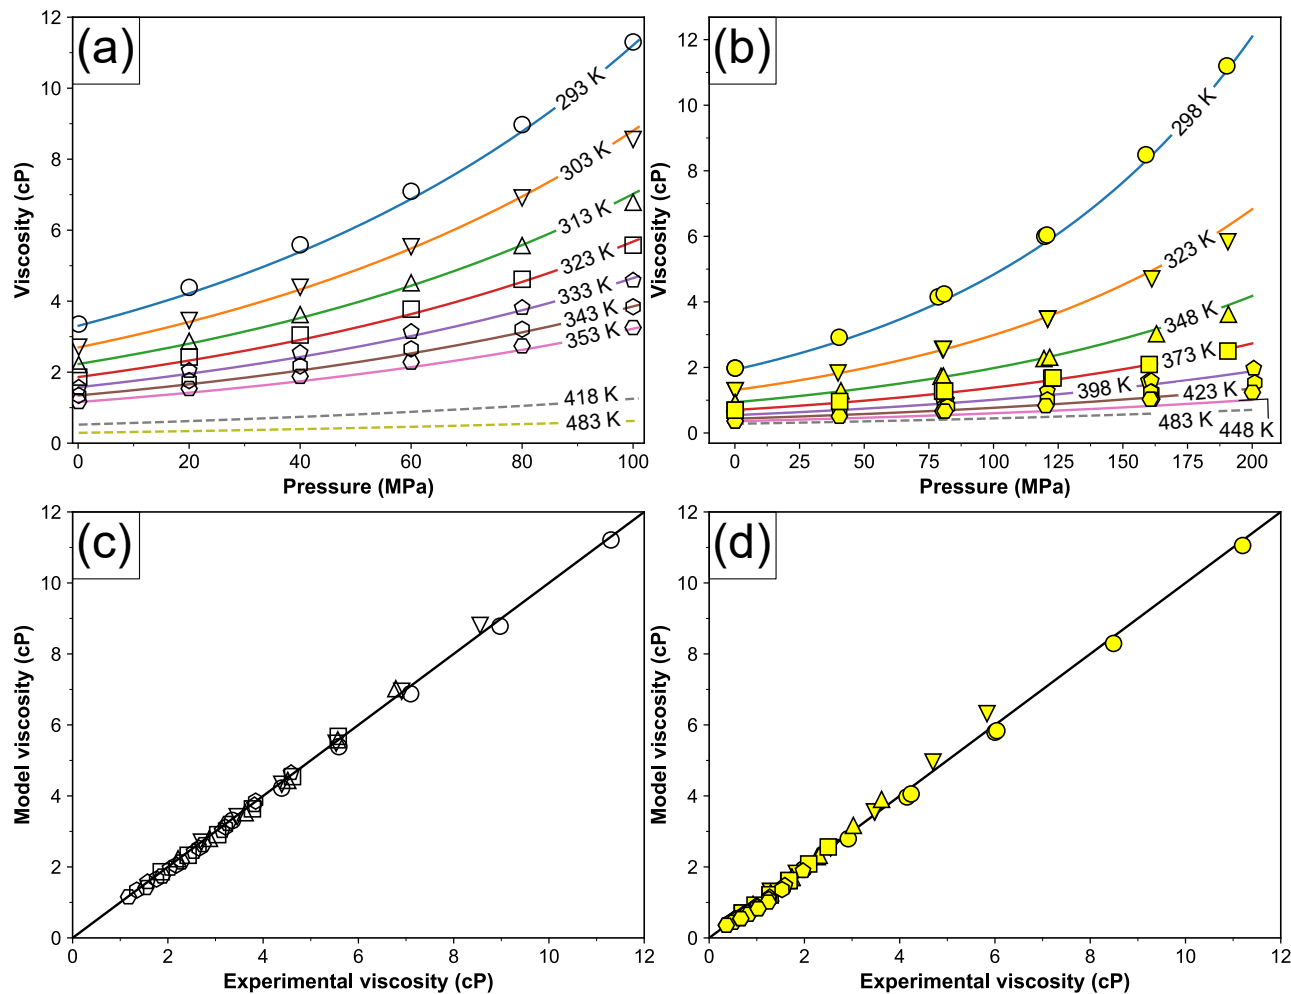 (a)
12
10
8
6
4
2
0
Viscosity (cP)
293 K
303 K
313 K
323 K
333 K
343 K
353 K
418 K
483 K
0 20 40 60 80 100
Pressure (MPa)
(b)
12
10
8
6
4
2
0
Viscosity (cP)
298 K
323 K
348 K
373 K
398 K
423 K
483 K
448 K
0 25 50 75 100 125 150 175 200
Pressure (MPa)
(c)
12
10
8
6
4
2
0
Model viscosity (cP)
0 2 4 6 8 10 12
Experimental viscosity (cP)
(d)
12
10
8
6
4
2
0
Model viscosity (cP)
0 2 4 6 8 10 12
Experimental viscosity (cP)